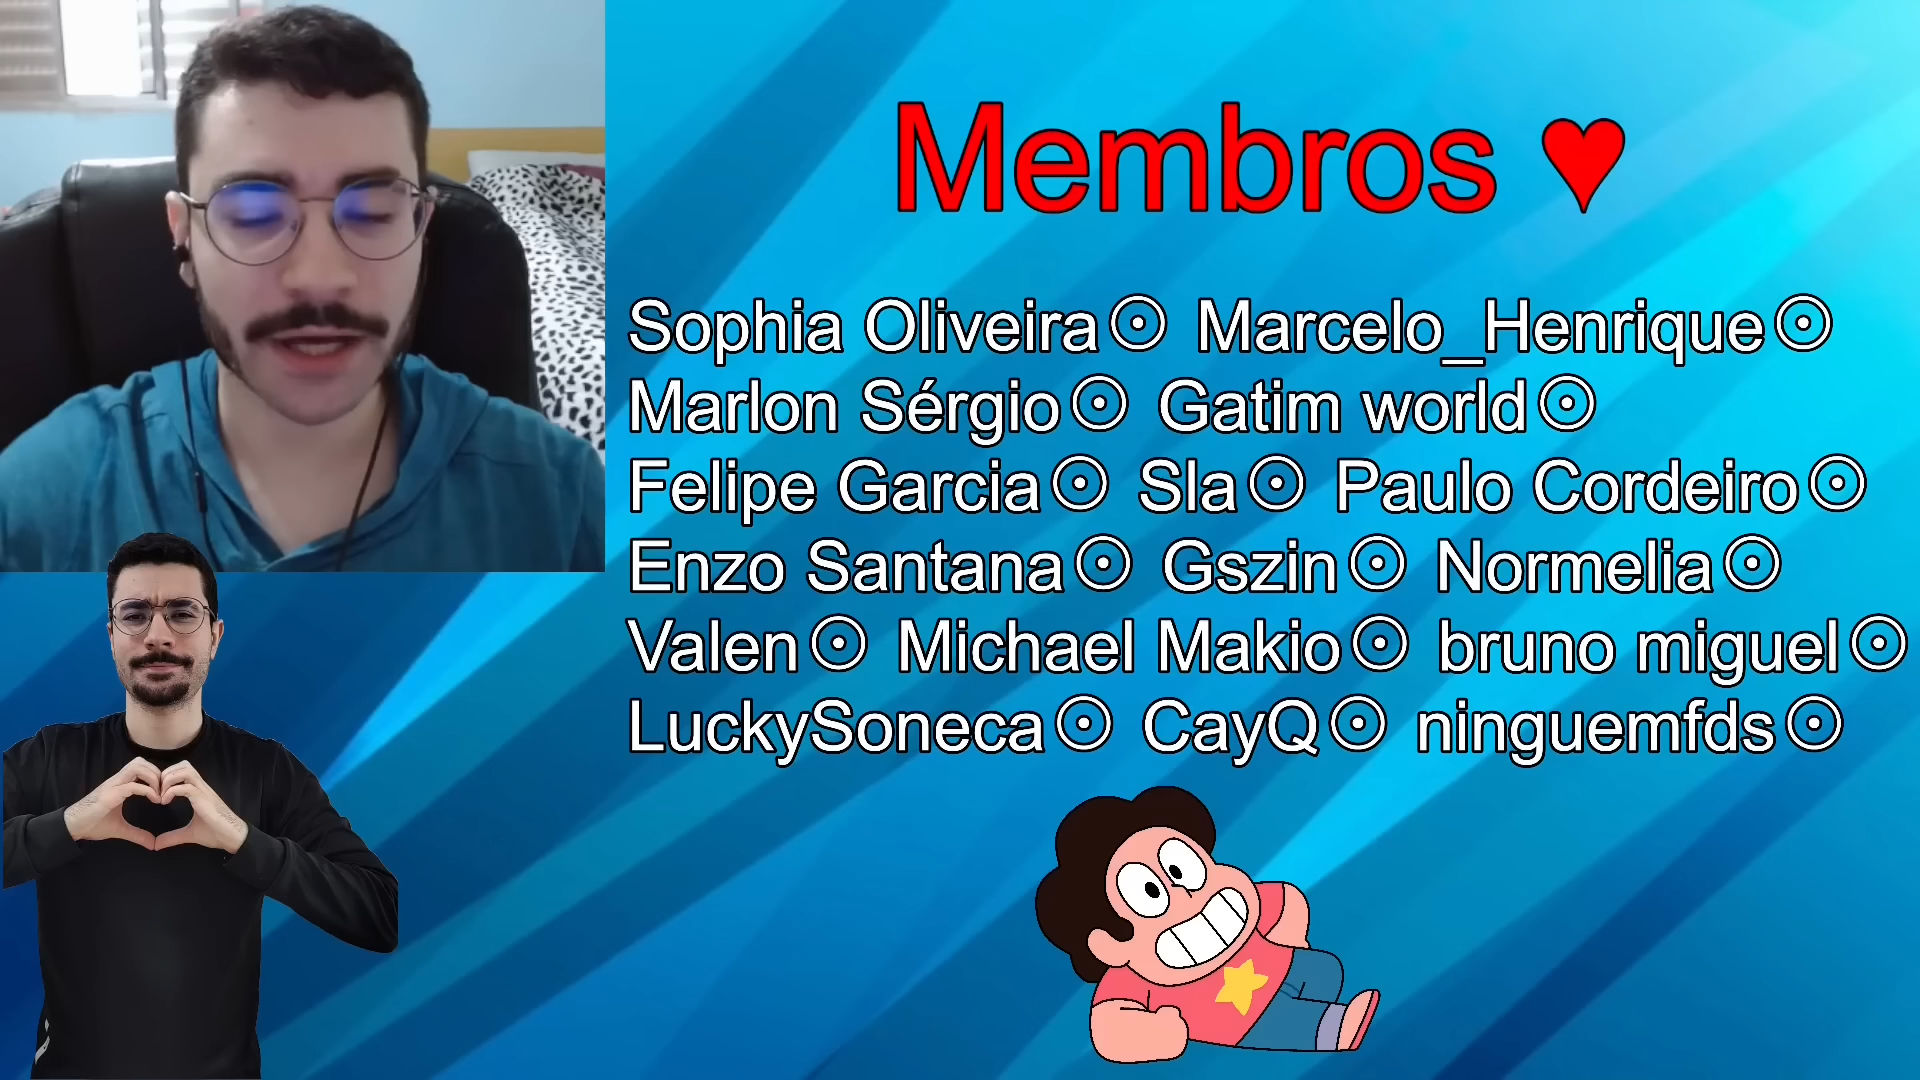 Membros ♥
Sophia Oliveira☉ Marcelo_Henrique☉
Marlon Sérgio☉ Gatim world☉
Felipe Garcia☉ Sla☉ Paulo Cordeiro☉
Enzo Santana☉ Gszin☉ Normelia☉
Valen☉ Michael Makio☉ bruno miguel☉
LuckySoneca☉ CayQ☉ ninguemfds☉